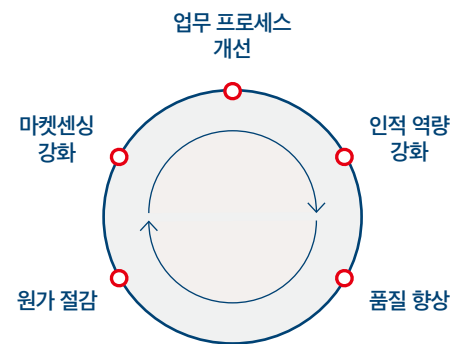 업무 프로세스
개선
마켓센싱
강화
인적 역량
강화
원가 절감
품질 향상